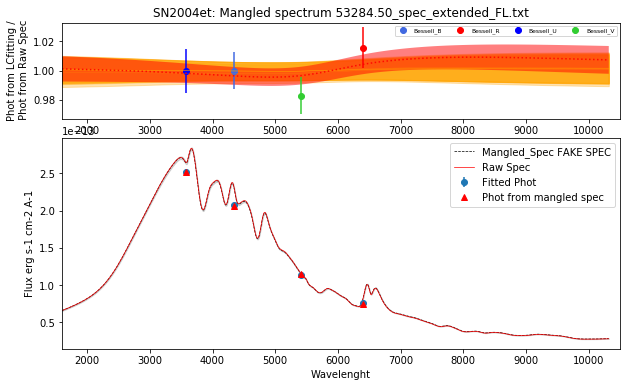 SN2004et: Mangled spectrum 53284.50_spec_extended_FL.txt
Phot from LCfitting /
Phot from Raw Spec
1.02
1.00
0.98
Bessell_B Bessell_R Bessell_U Bessell_V
2000 3000 4000 5000 6000 7000 8000 9000 10000
1e−13
Flux erg s-1 cm-2 A-1
2.5
2.0
1.5
1.0
0.5
Mangled_Spec FAKE SPEC
Raw Spec
Fitted Phot
Phot from mangled spec
2000 3000 4000 5000 6000 7000 8000 9000 10000
Wavelenght